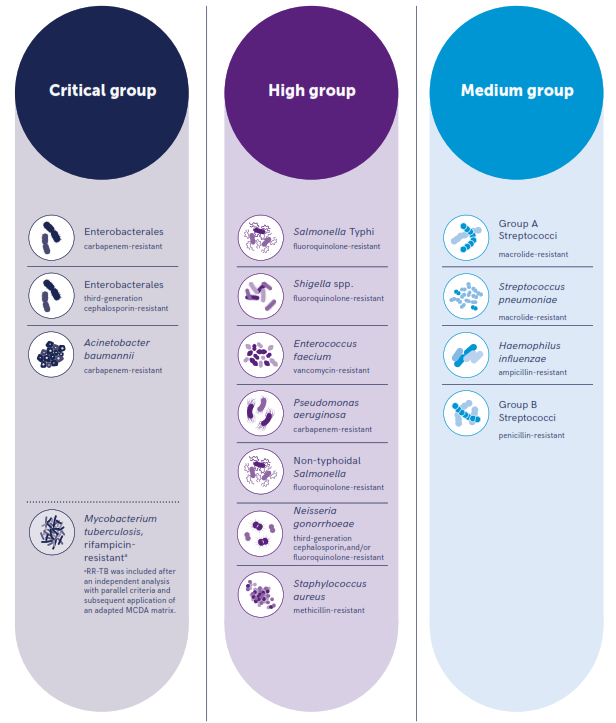 Critical group
Enterobacterales
carbapenem-resistant
Enterobacterales
third-generation
cephalosporin-resistant
Acinetobacter
baumannii
carbapenem-resistant
Mycobacterium
tuberculosis,
rifampicin-
resistantᵃ
ᵃRR-TB was included after
an independent analysis
with parallel criteria and
subsequent application of
an adapted MCDA matrix.
High group
Salmonella Typhi
fluoroquinolone-resistant
Shigella spp.
fluoroquinolone-resistant
Enterococcus
faecium
vancomycin-resistant
Pseudomonas
aeruginosa
carbapenem-resistant
Non-typhoidal
Salmonella
fluoroquinolone-resistant
Neisseria
gonorrhoeae
third-generation
cephalosporin,and/or
fluoroquinolone-resistant
Staphylococcus
aureus
methicillin-resistant
Medium group
Group A
Streptococci
macrolide-resistant
Streptococcus
pneumoniae
macrolide-resistant
Haemophilus
influenzae
ampicillin-resistant
Group B
Streptococci
penicillin-resistant